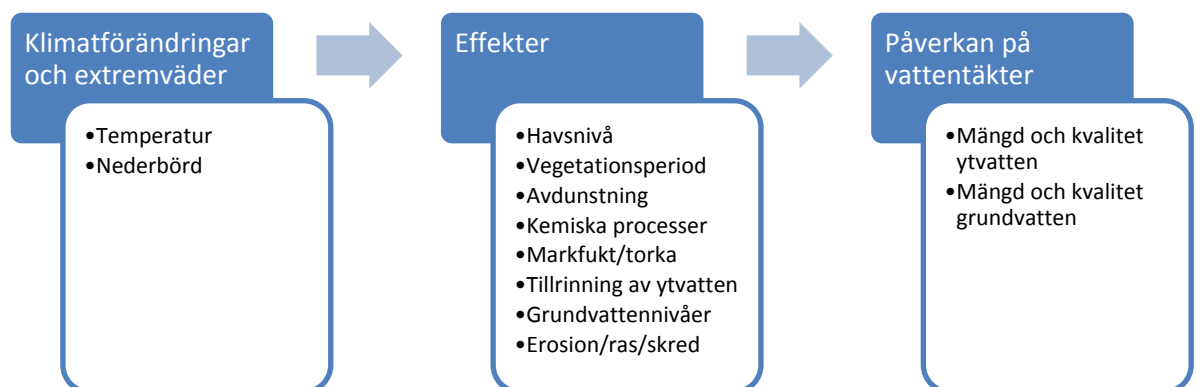 Klimatförändringar
och extremväder
•Temperatur
•Nederbörd
Effekter
•Havsnivå
•Vegetationsperiod
•Avdunstning
•Kemiska processer
•Markfukt/torka
•Tillrinning av ytvatten
•Grundvattennivåer
•Erosion/ras/skred
Påverkan på
vattentäkter
•Mängd och kvalitet
ytvatten
•Mängd och kvalitet
grundvatten